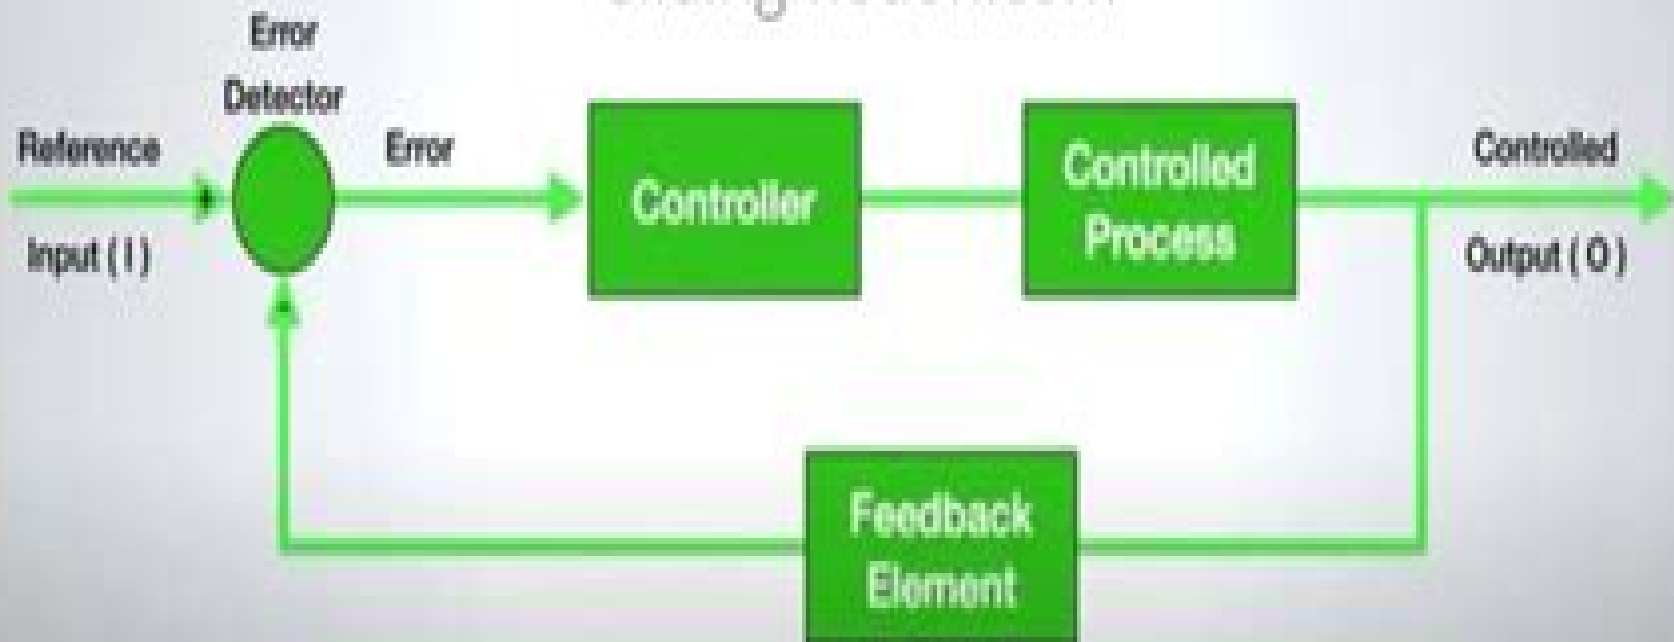 Error
Detector
Reference
Input ( I )
Error
Controller
Controlled
Process
Controlled
Output ( O )
Feedback
Element